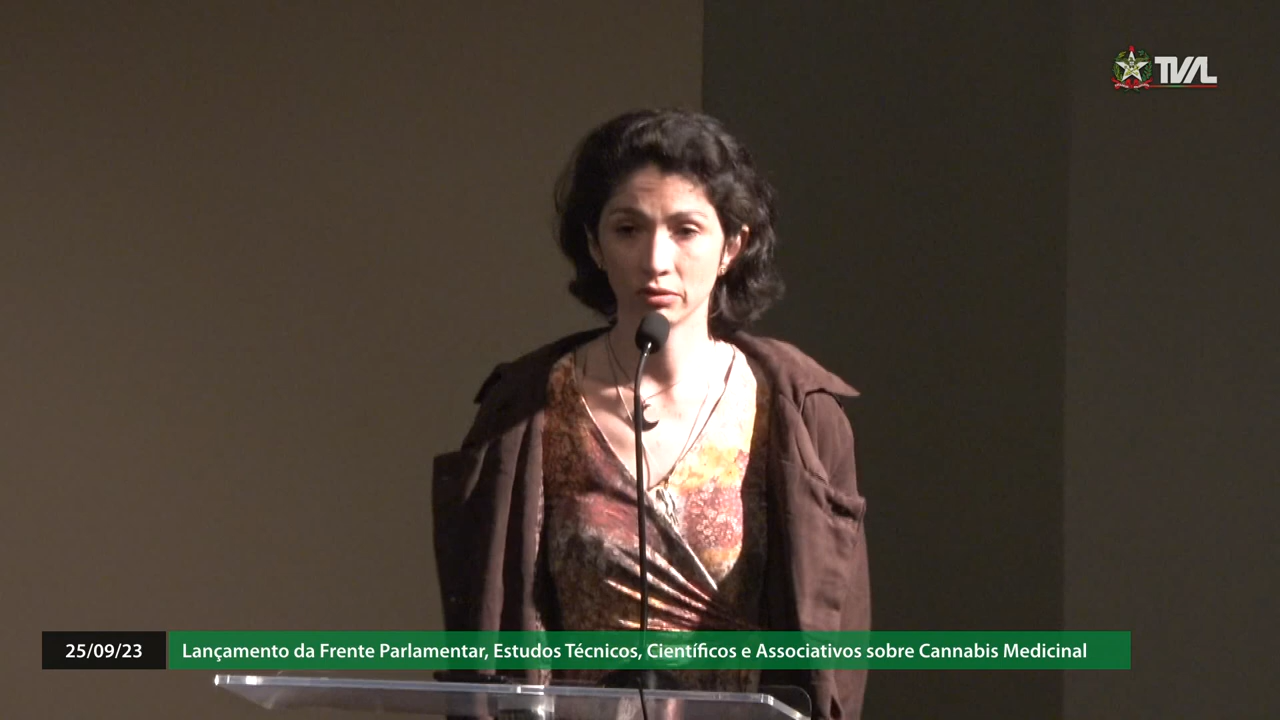 TVAL
25/09/23 Lançamento da Frente Parlamentar, Estudos Técnicos, Científicos e Associativos sobre Cannabis Medicinal